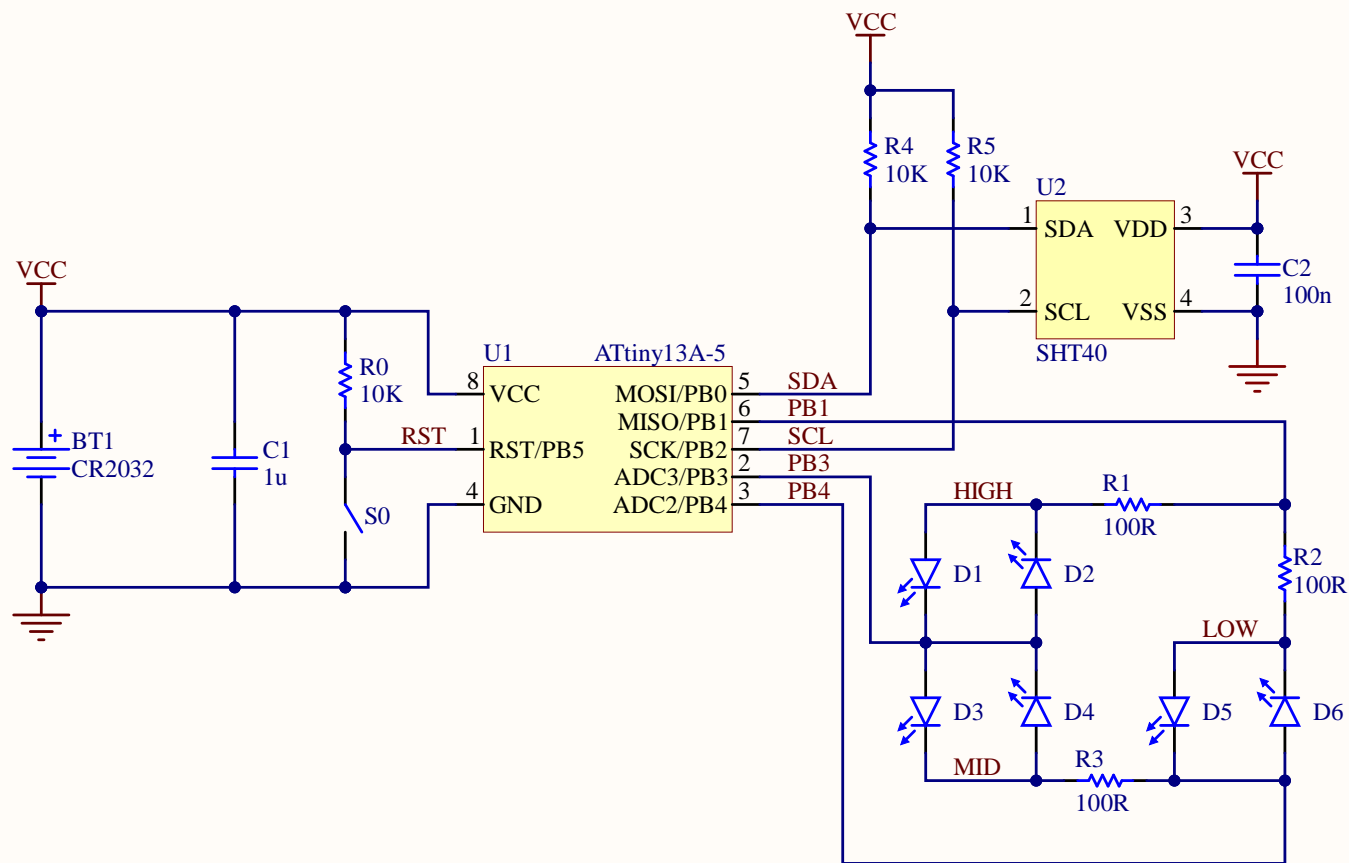 VCC
R4
10K
R5
10K
VCC
U2
1
SDA
VDD
3
C2
100n
2
SCL
VSS
4
SHT40
VCC
R0
10K
U1
ATtiny13A-5
8
VCC
MOSI/PB0
5
SDA
MISO/PB1
6
PB1
RST
1
RST/PB5
SCK/PB2
7
SCL
ADC3/PB3
2
PB3
4
GND
ADC2/PB4
3
PB4
+
BT1
CR2032
C1
1u
S0
HIGH
R1
100R
R2
100R
D1
D2
LOW
D3
D4
D5
D6
MID
R3
100R